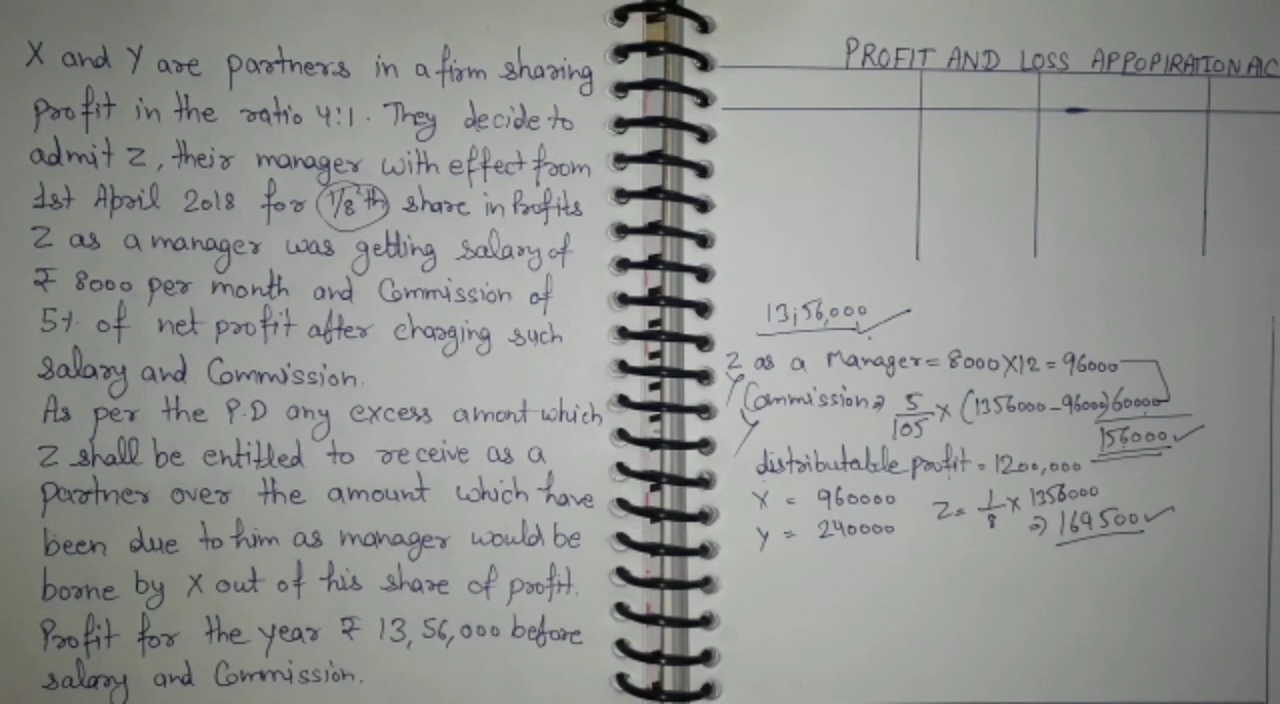 X and Y are partners in a firm sharing
profit in the ratio 4:1. They decide to
admit Z, their manager with effect from
1st April 2018 for 1/8th share in Profits
Z as a manager was getting salary of
₹ 8000 per month and Commission of
5% of net profit after charging such
salary and Commission.
As per the P.D any excess amont which
Z shall be entitled to receive as a
partner over the amount which have
been due to him as manager would be
borne by X out of his share of profit.
Profit for the year ₹ 13,56,000 before
salary and Commission.
PROFIT AND LOSS APPOPIRATION A/C
13,56,000
Z as a Manager = 8000 X 12 = 96000
Commission ⇒ 5/105 X (1356000 - 96000) 60000
156000
distributable profit = 1200,000
X = 960000
Y = 240000
Z = 1/8 X 1356000
⇒ 169500